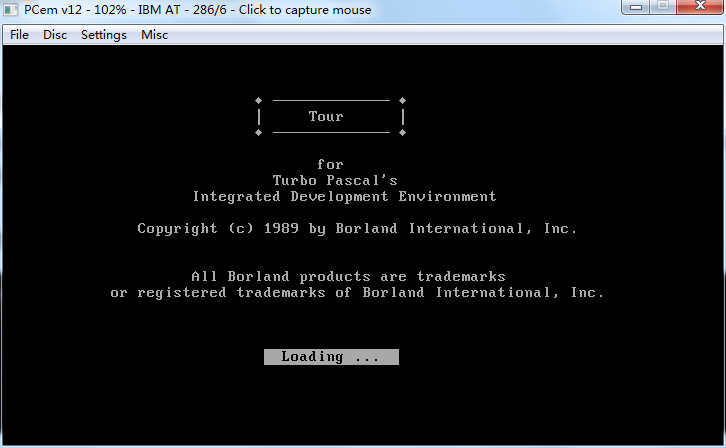 PCem v12 - 102% - IBM AT - 286/6 - Click to capture mouse
File Disc Settings Misc
Tour
for
Turbo Pascal's
Integrated Development Environment
Copyright (c) 1989 by Borland International, Inc.
All Borland products are trademarks
or registered trademarks of Borland International, Inc.
Loading ...